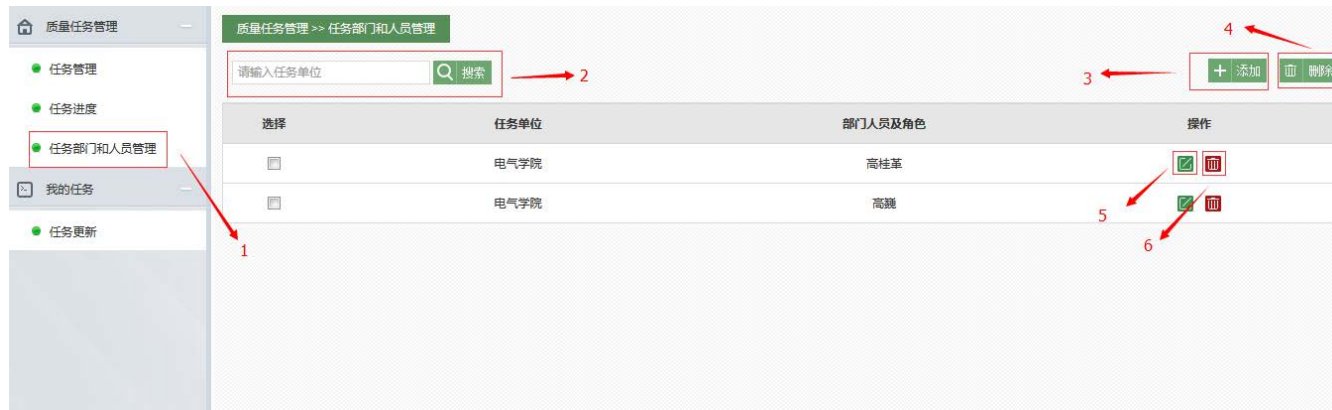 质量任务管理
任务管理
任务进度
任务部门和人员管理
我的任务
任务更新
质量任务管理 >> 任务部门和人员管理
请输入任务单位 搜索
添加 删除
选择 任务单位 部门人员及角色 操作
电气学院 高桂革
电气学院 高巍
1
2
3
4
5
6